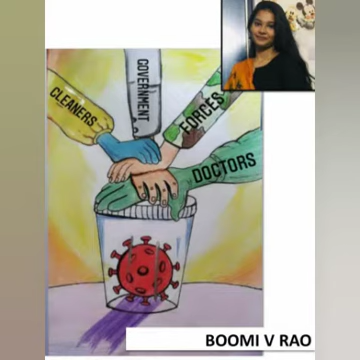 CLEANERS
GOVERNMENT
FORCES
DOCTORS
BOOMI V RAO